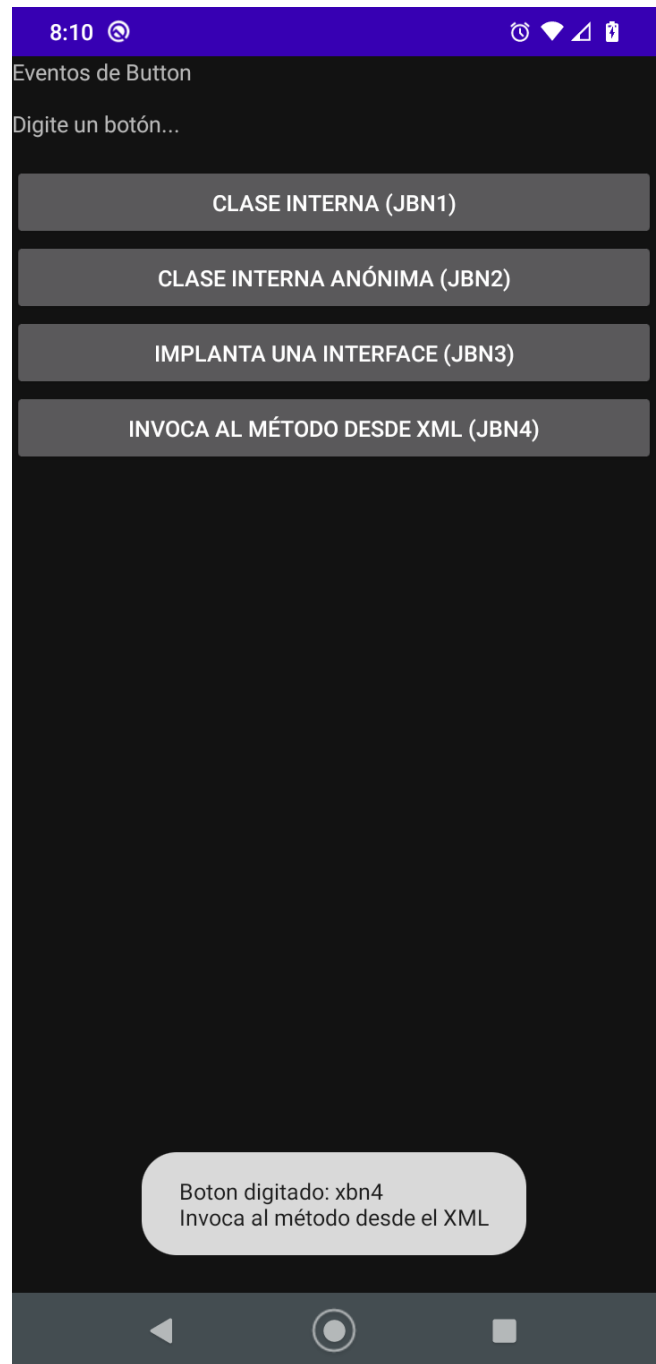 8:10
Eventos de Button
Digite un botón...
CLASE INTERNA (JBN1)
CLASE INTERNA ANÓNIMA (JBN2)
IMPLANTA UNA INTERFACE (JBN3)
INVOCA AL MÉTODO DESDE XML (JBN4)
Boton digitado: xbn4
Invoca al método desde el XML